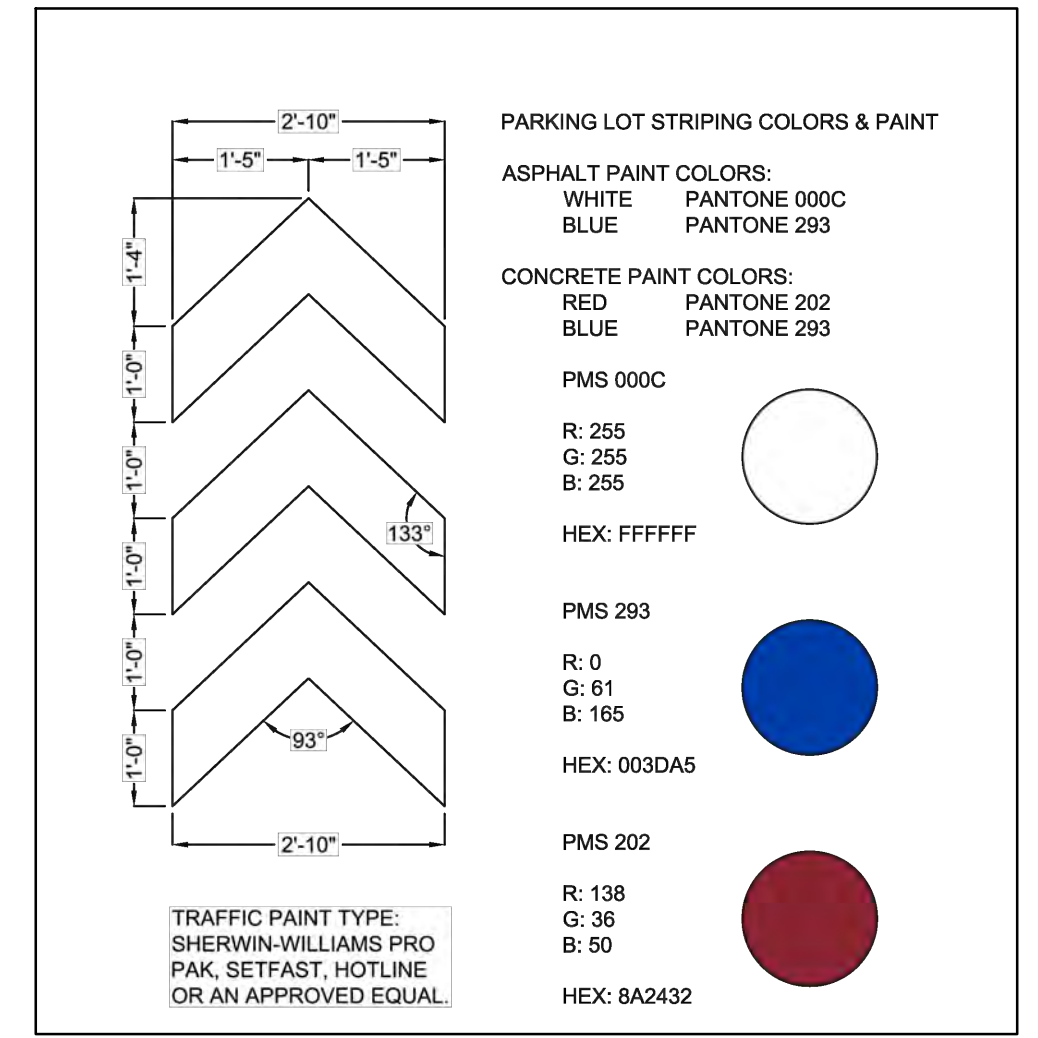 2'-10"
1'-5" 1'-5"
1'-4"
1'-0"
1'-0"
1'-0"
1'-0"
1'-0"
133°
93°
2'-10"
TRAFFIC PAINT TYPE:
SHERWIN-WILLIAMS PRO
PAK, SETFAST, HOTLINE
OR AN APPROVED EQUAL.
PARKING LOT STRIPING COLORS & PAINT
ASPHALT PAINT COLORS:
WHITE PANTONE 000C
BLUE PANTONE 293
CONCRETE PAINT COLORS:
RED PANTONE 202
BLUE PANTONE 293
PMS 000C
R: 255
G: 255
B: 255
HEX: FFFFFF
PMS 293
R: 0
G: 61
B: 165
HEX: 003DA5
PMS 202
R: 138
G: 36
B: 50
HEX: 8A2432